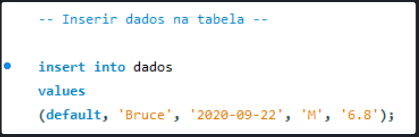 -- Inserir dados na tabela --
insert into dados
values
(default, 'Bruce', '2020-09-22', 'M', '6.8');